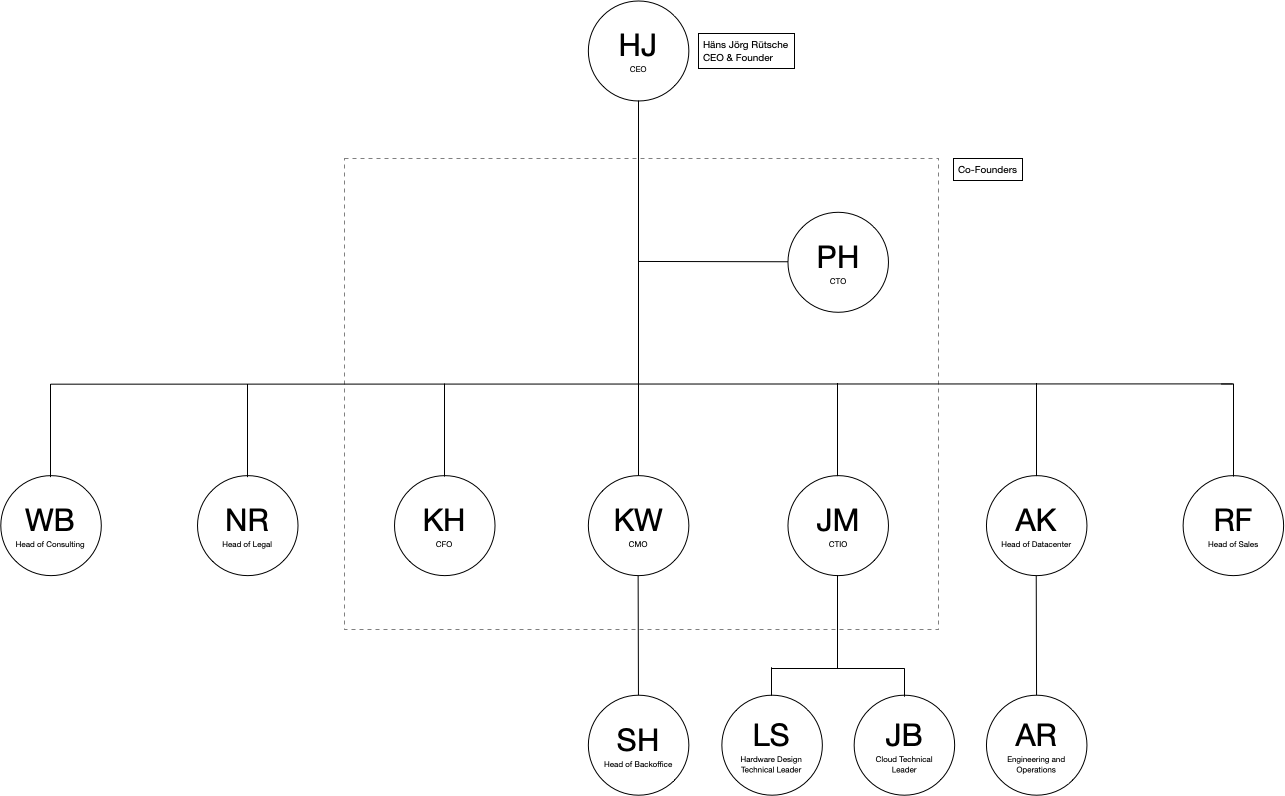 HJ
CEO
Häns Jörg Rütsche
CEO & Founder
Co-Founders
PH
CTO
WB
Head of Consulting
NR
Head of Legal
KH
CFO
KW
CMO
JM
CTIO
AK
Head of Datacenter
RF
Head of Sales
SH
Head of Backoffice
LS
Hardware Design
Technical Leader
JB
Cloud Technical
Leader
AR
Engineering and
Operations